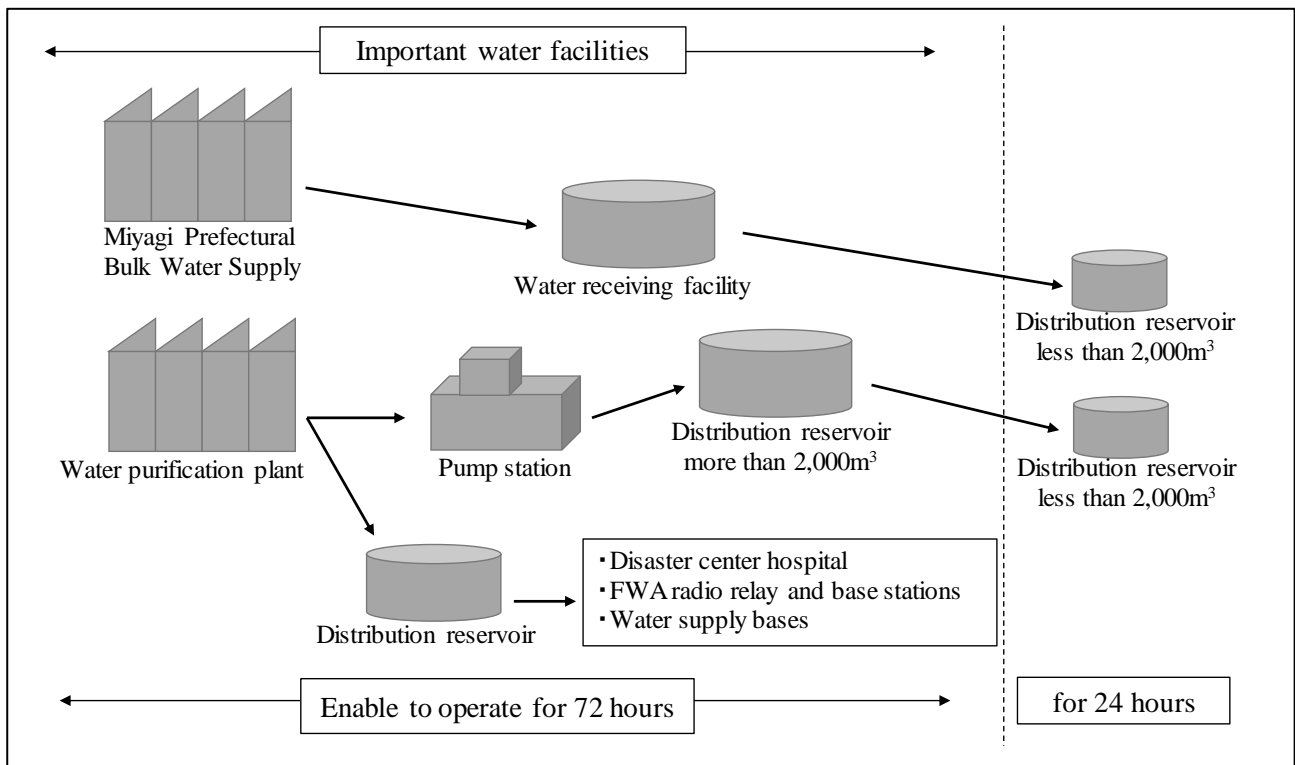 Important water facilities
Miyagi Prefectural
Bulk Water Supply
Water receiving facility
Distribution reservoir
less than 2,000m³
Water purification plant
Pump station
Distribution reservoir
more than 2,000m³
Distribution reservoir
less than 2,000m³
Distribution reservoir
・Disaster center hospital
・FWA radio relay and base stations
・Water supply bases
Enable to operate for 72 hours
for 24 hours